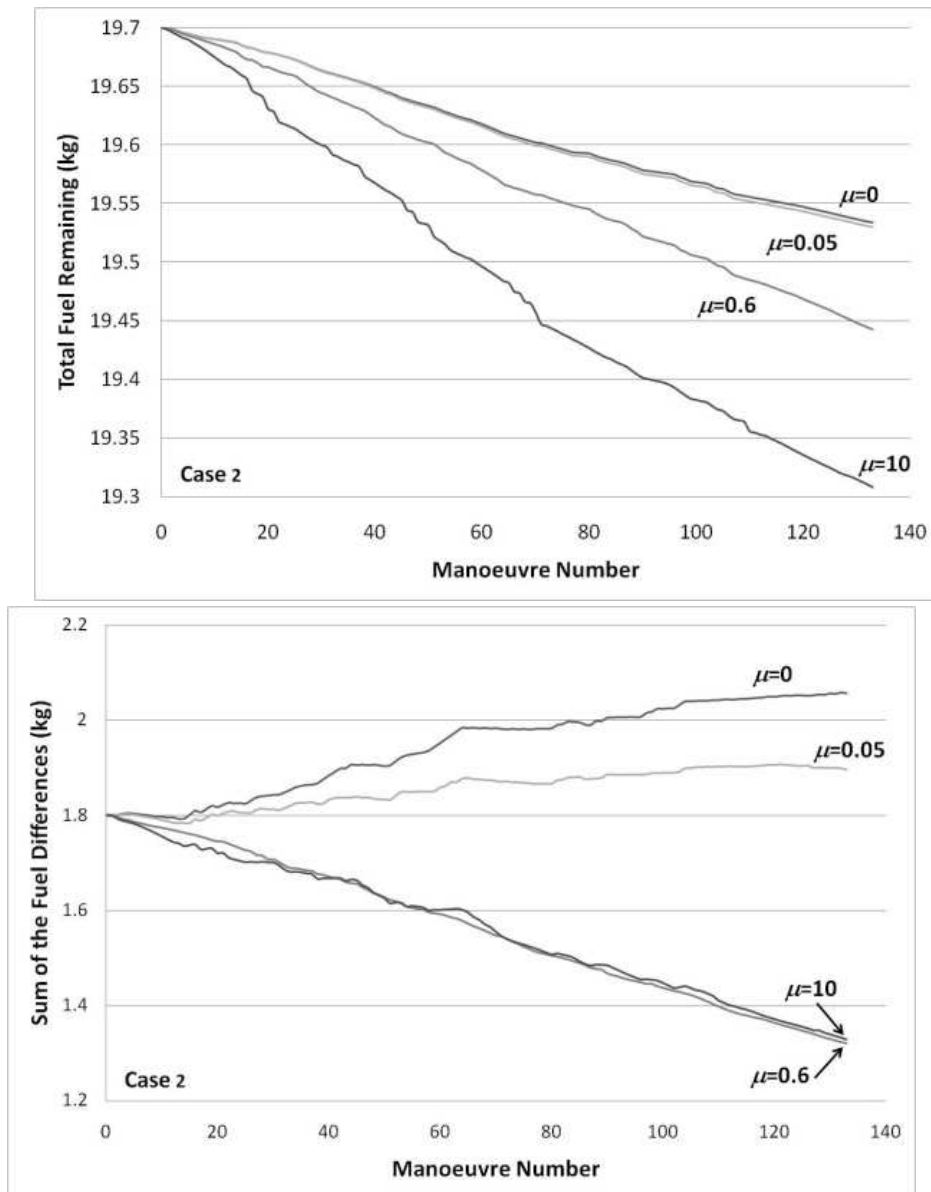 19.7
19.65
19.6
19.55
19.5
19.45
19.4
19.35
19.3
Total Fuel Remaining (kg)
μ=0
μ=0.05
μ=0.6
μ=10
Case 2
0 20 40 60 80 100 120 140
Manoeuvre Number
2.2
2
1.8
1.6
1.4
1.2
Sum of the Fuel Differences (kg)
μ=0
μ=0.05
μ=10
μ=0.6
Case 2
0 20 40 60 80 100 120 140
Manoeuvre Number